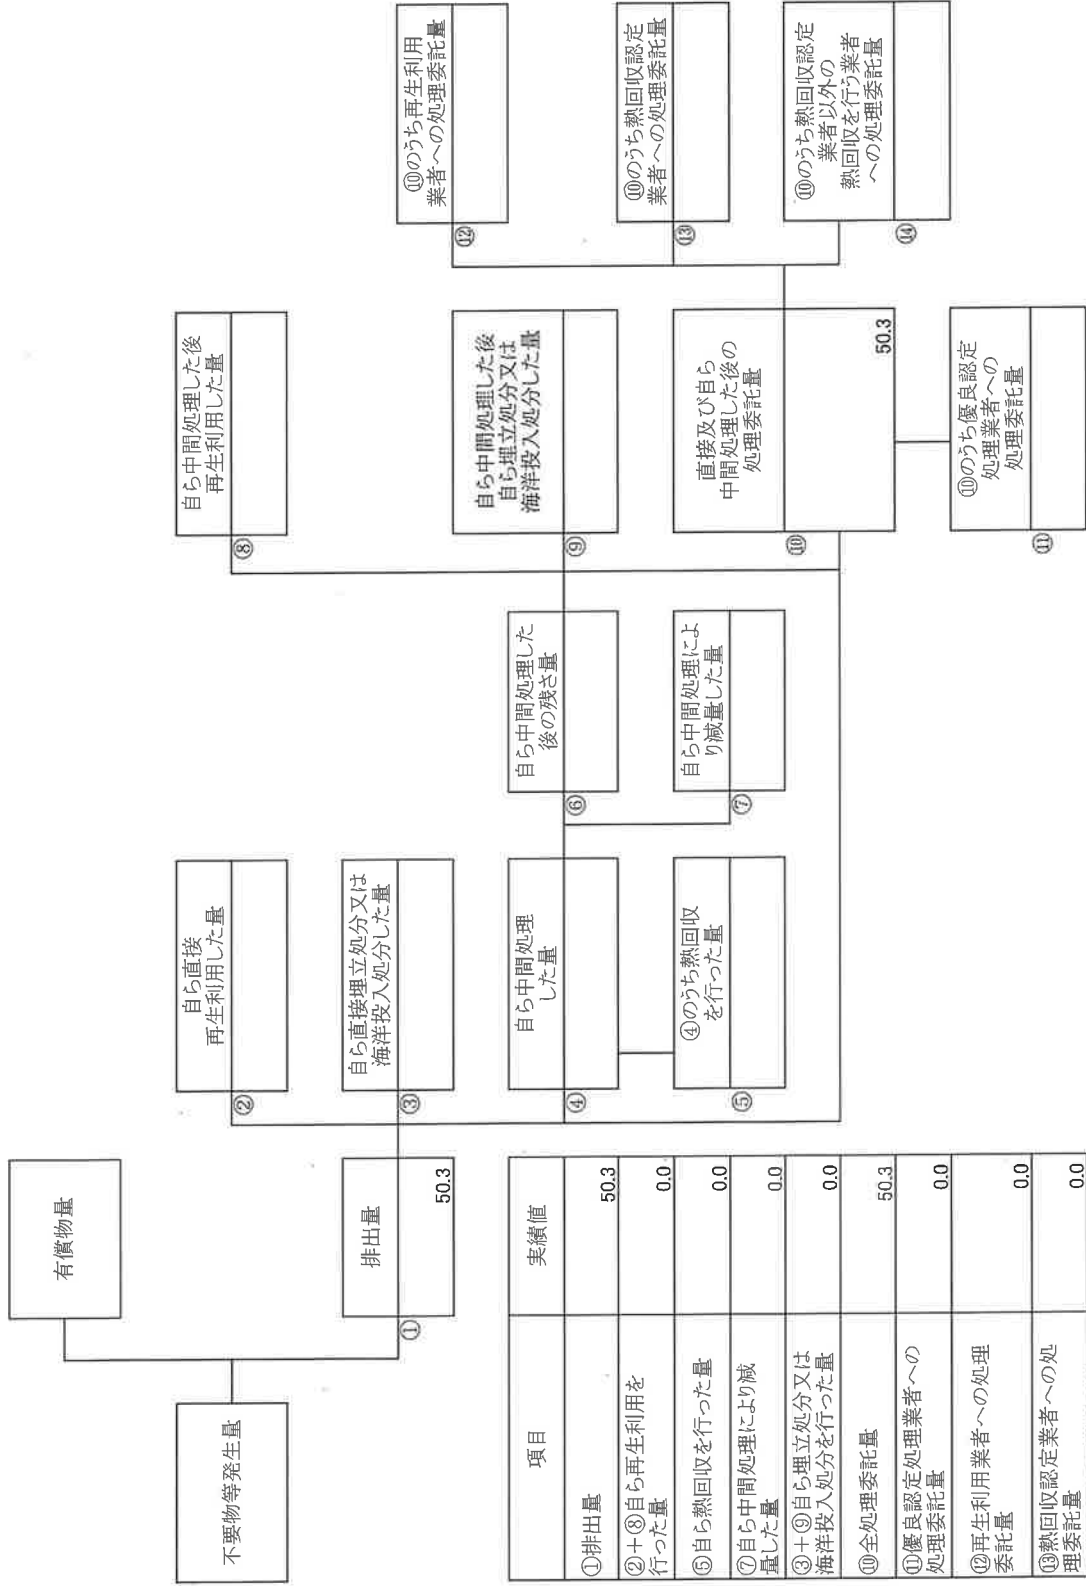 不要物等発生量
有償物量
①
排出量
50.3
②
自ら直接
再生利用した量
③
自ら直接埋立処分又は
海洋投入処分した量
④
自ら中間処理
した量
⑤
④のうち熱回収
を行った量
⑥
自ら中間処理した
後の残さ量
⑦
自ら中間処理によ
り減量した量
⑧
自ら中間処理した後
再生利用した量
⑨
自ら中間処理した後
自ら埋立処分又は
海洋投入処分した量
⑩
直接及び自ら
中間処理した後の
処理委託量
50.3
⑪
⑩のうち優良認定
処理業者への
処理委託量
⑫
⑩のうち再生利用
業者への処理委託量
⑬
⑩のうち熱回収認定
業者への処理委託量
⑭
⑩のうち熱回収認定
業者以外の
熱回収を行う業者
への処理委託量
項目 実績値
①排出量 50.3
②+⑧自ら再生利用を
行った量 0.0
⑤自ら熱回収を行った量 0.0
⑦自ら中間処理により減
量した量 0.0
③+⑨自ら埋立処分又は
海洋投入処分を行った量 0.0
⑩全処理委託量 50.3
⑪優良認定処理業者への
処理委託量 0.0
⑫再生利用業者への処理
委託量 0.0
⑬熱回収認定業者への処
理委託量 0.0